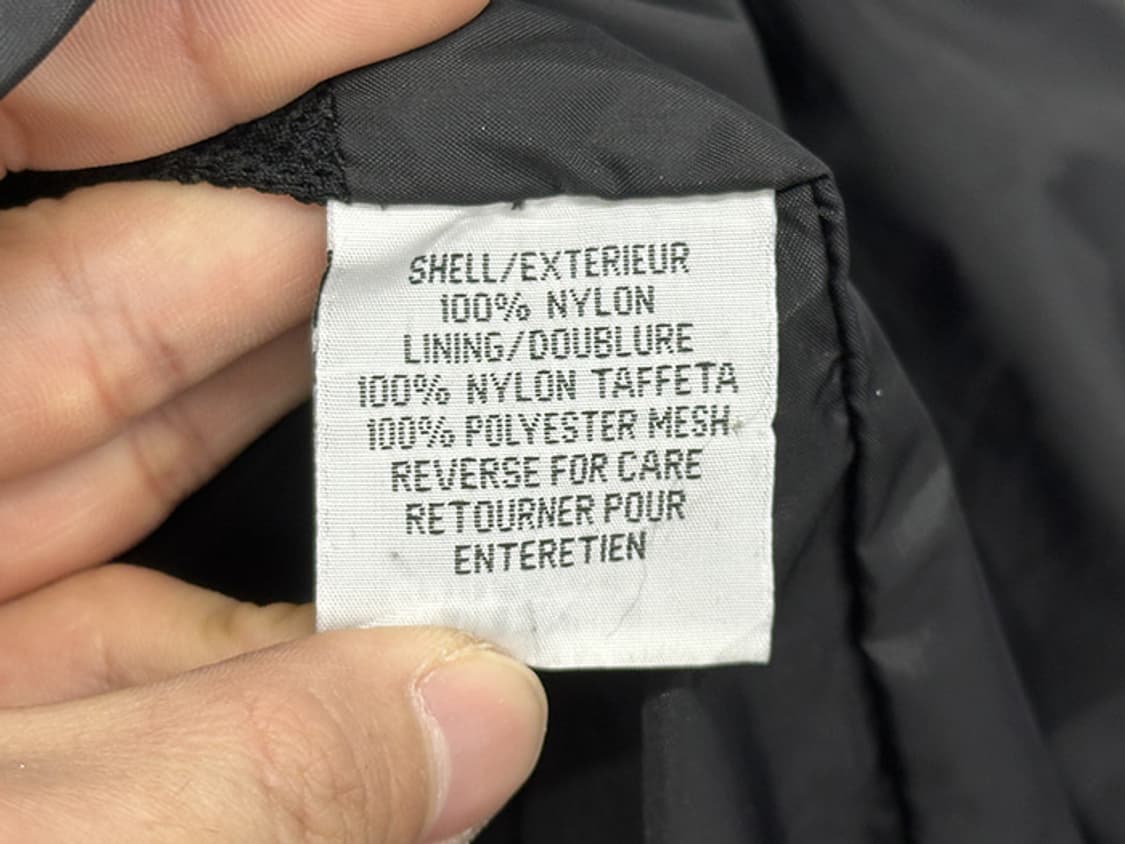 SHELL/EXTERIEUR
100% NYLON
LINING/DOUBLURE
100% NYLON TAFFETA
100% POLYESTER MESH
REVERSE FOR CARE
RETOURNER POUR
ENTERETIEN